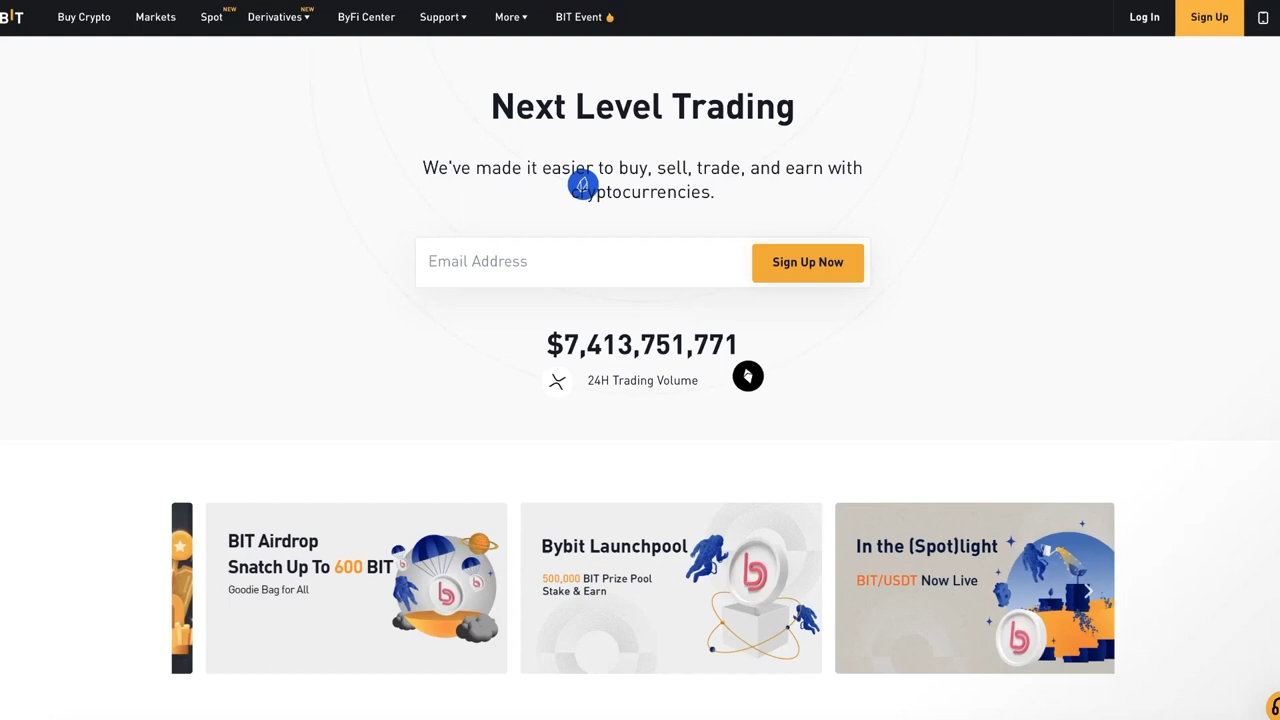 BIT
Buy Crypto
Markets
Spot
NEW
Derivatives
NEW
ByFi Center
Support
More
BIT Event
Log In
Sign Up
Next Level Trading
We've made it easier to buy, sell, trade, and earn with
cryptocurrencies.
Email Address
Sign Up Now
$7,413,751,771
24H Trading Volume
BIT Airdrop
Snatch Up To 600 BIT
Goodie Bag for All
Bybit Launchpool
500,000 BIT Prize Pool
Stake & Earn
In the (Spot)light
BIT/USDT Now Live